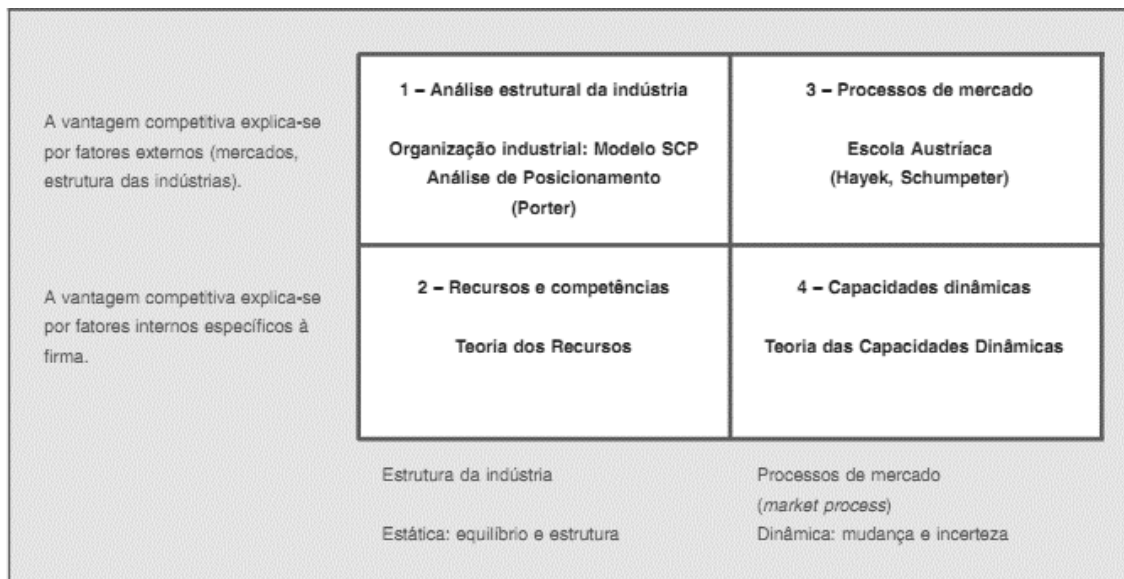 A vantagem competitiva explica-se
por fatores externos (mercados,
estrutura das indústrias).
1 – Análise estrutural da indústria
Organização industrial: Modelo SCP
Análise de Posicionamento
(Porter)
3 – Processos de mercado
Escola Austríaca
(Hayek, Schumpeter)
A vantagem competitiva explica-se
por fatores internos específicos à
firma.
2 – Recursos e competências
Teoria dos Recursos
4 – Capacidades dinâmicas
Teoria das Capacidades Dinâmicas
Estrutura da indústria
Estática: equilíbrio e estrutura
Processos de mercado
(market process)
Dinâmica: mudança e incerteza